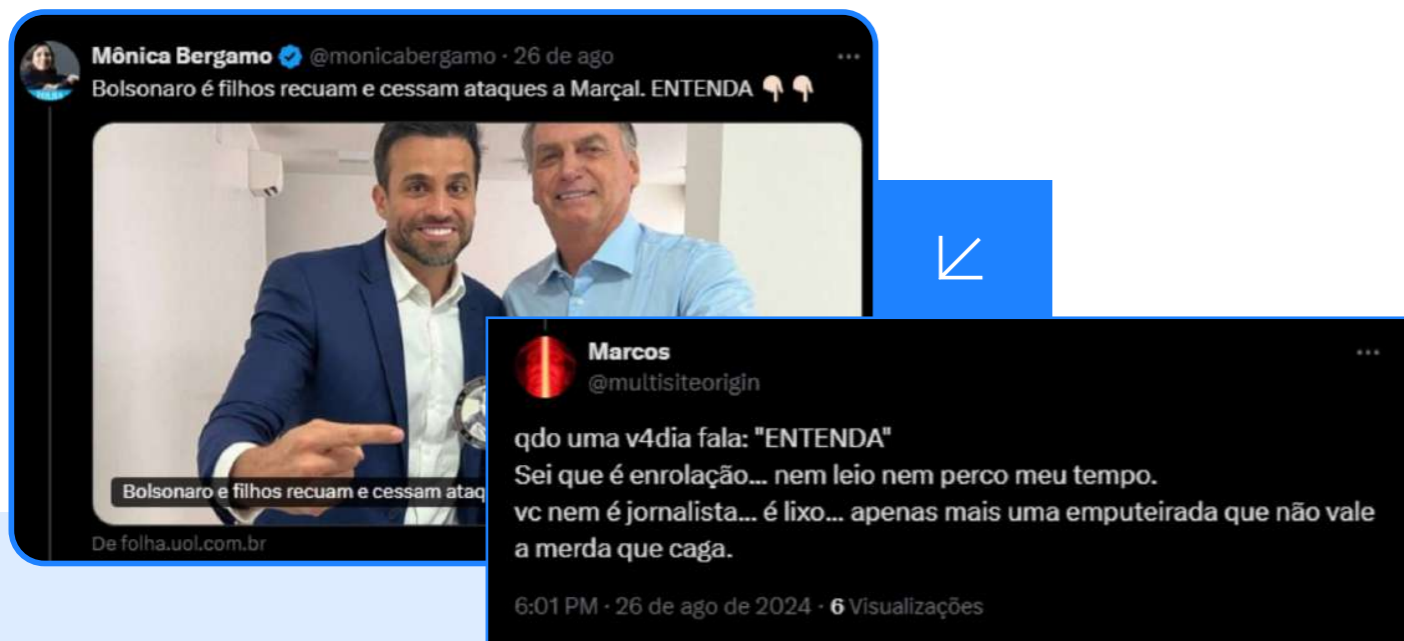 Mônica Bergamo @monicabergamo · 26 de ago
Bolsonaro é filhos recuam e cessam ataques a Marçal. ENTENDA 👇🏻 👇🏻
Bolsonaro e filhos recuam e cessam ataq
De folha.uol.com.br
Marcos
@multisiteorigin
qdo uma v4dia fala: "ENTENDA"
Sei que é enrolação... nem leio nem perco meu tempo.
vc nem é jornalista... é lixo... apenas mais uma emputeirada que não vale
a merda que caga.
6:01 PM · 26 de ago de 2024 · 6 Visualizações